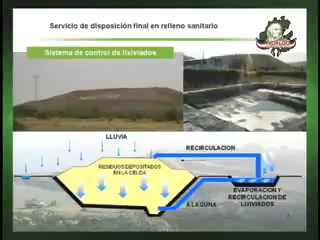 Servicio de disposición final en relleno sanitario
HIDALGO
Sistema de control de lixiviados
LLUVIA
RECIRCULACION
RESIDUOS DEPOSITADOS
EN LA CELDA
A LAGUNA
EVAPORACION Y
RECIRCULACION DE
LIXIVIADOS